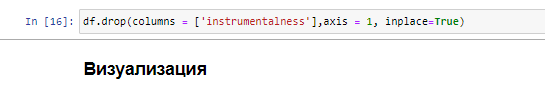 In [16]: df.drop(columns = ['instrumentalness'],axis = 1, inplace=True)
Визуализация